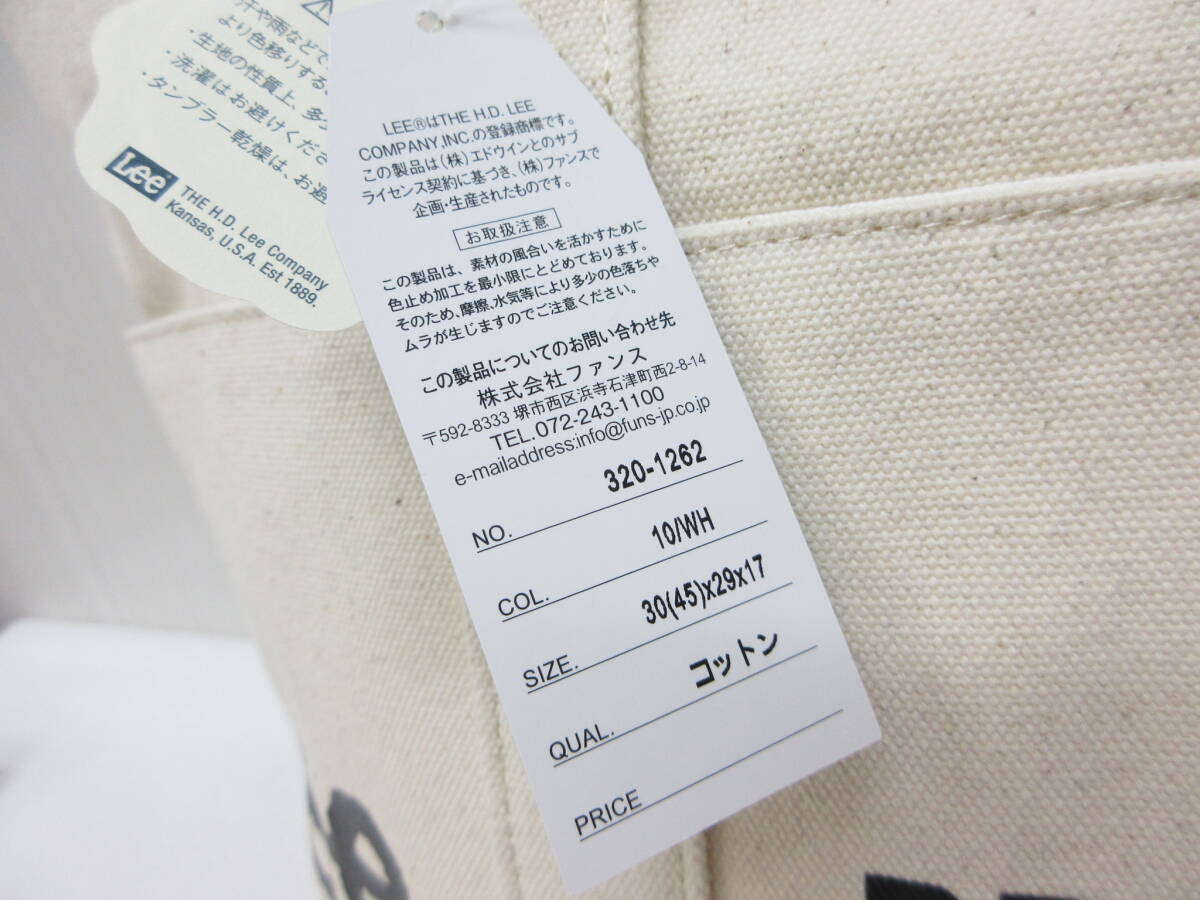 汗や雨などで
より色移りする
・生地の性質上、多少
・洗濯はお避けくださ
・タンブラー乾燥は、お避
Lee
THE H.D. Lee Company
Kansas, U.S.A. Est 1889.
LEE®はTHE H.D. LEE
COMPANY,INC.の登録商標です。
この製品は(株)エドウインとのサブ
ライセンス契約に基づき、(株)ファンスで
企画・生産されたものです。
お取扱注意
この製品は、素材の風合いを活かすために
色止め加工を最小限にとどめております。
そのため、摩擦、水気等により多少の色落ちや
ムラが生じますのでご注意ください。
この製品についてのお問い合わせ先
株式会社ファンス
〒592-8333 堺市西区浜寺石津町西2-8-14
TEL.072-243-1100
e-mailaddress:info@funs-jp.co.jp
NO. 320-1262
COL. 10/WH
SIZE. 30(45)x29x17
QUAL. コットン
PRICE